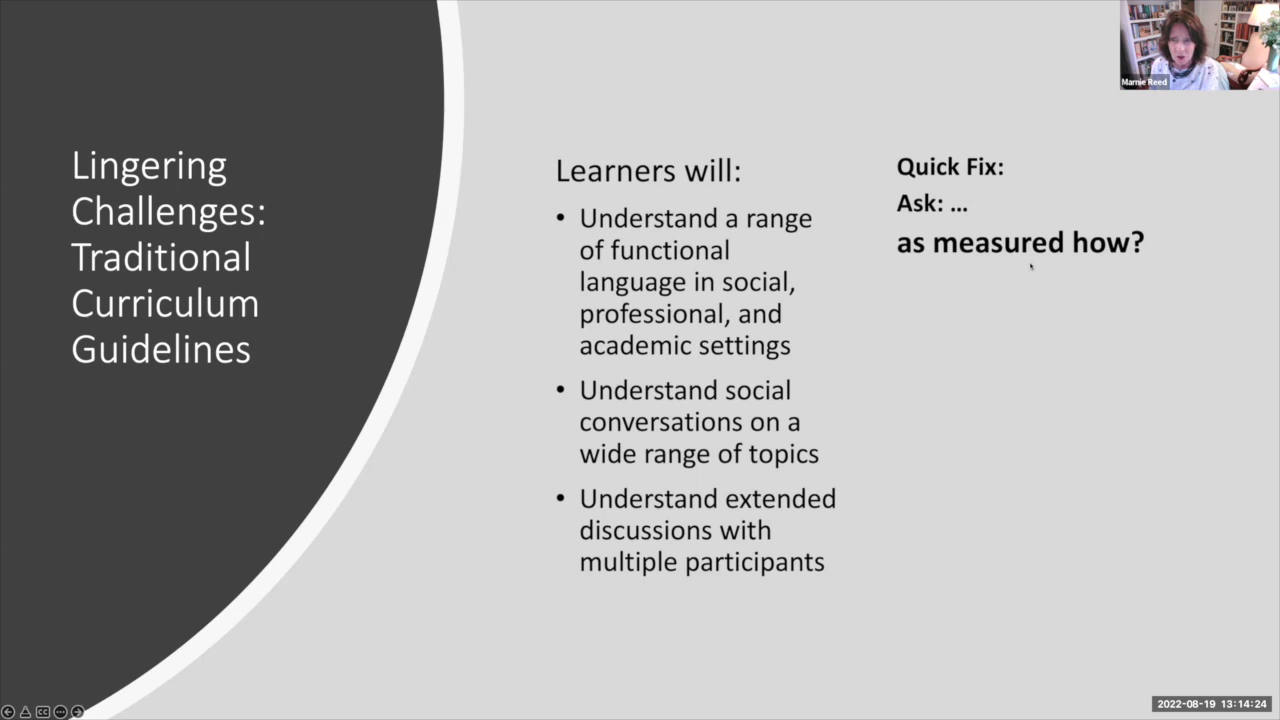 Lingering
Challenges:
Traditional
Curriculum
Guidelines
Learners will:
• Understand a range
of functional
language in social,
professional, and
academic settings
• Understand social
conversations on a
wide range of topics
• Understand extended
discussions with
multiple participants
Quick Fix:
Ask: ...
as measured how?
Marnie Reed
2022-08-19 13:14:24